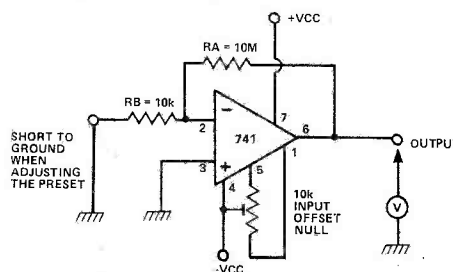 +VCC
RA = 10M
RB = 10k
7
2
6
741
SHORT TO
GROUND
WHEN
ADJUSTING
THE PRESET
3
4
5
1
OUTPU
10k
INPUT
OFFSET
NULL
V
-VCC